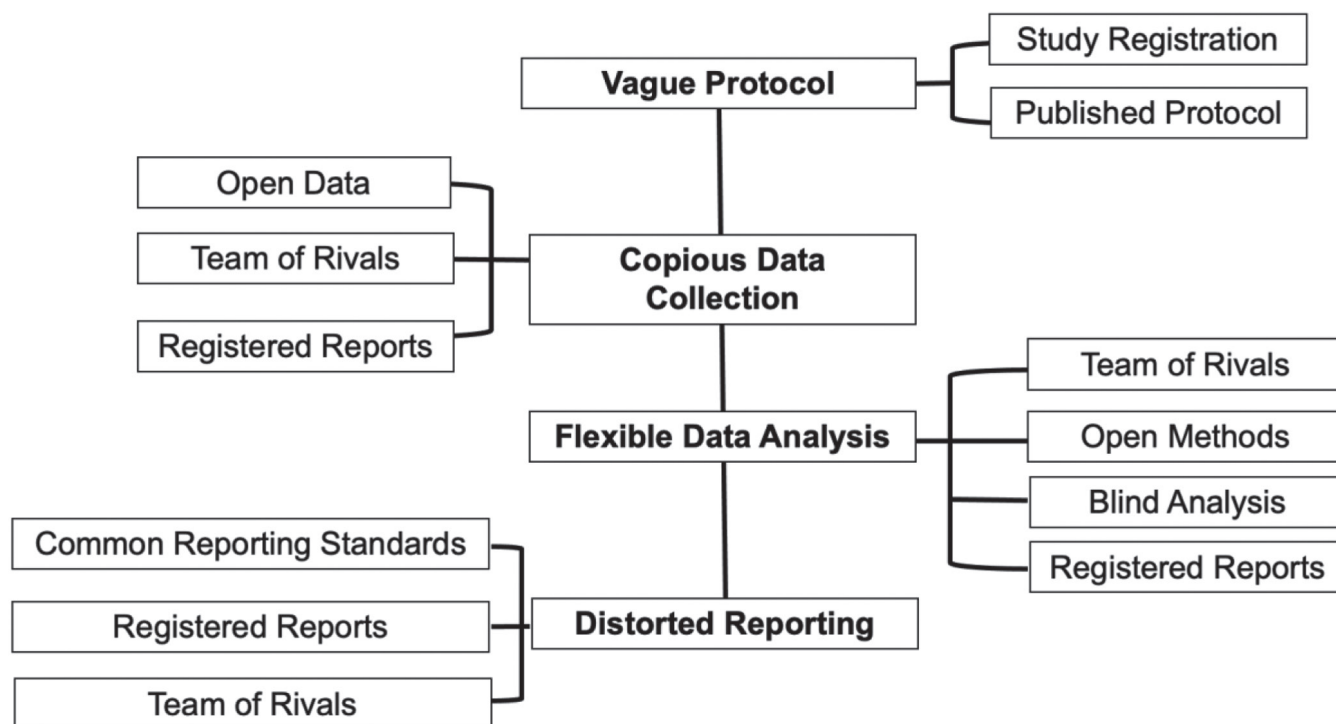 Study Registration
Vague Protocol
Published Protocol
Open Data
Team of Rivals
Copious Data
Collection
Registered Reports
Team of Rivals
Flexible Data Analysis
Open Methods
Blind Analysis
Common Reporting Standards
Registered Reports
Registered Reports
Distorted Reporting
Team of Rivals